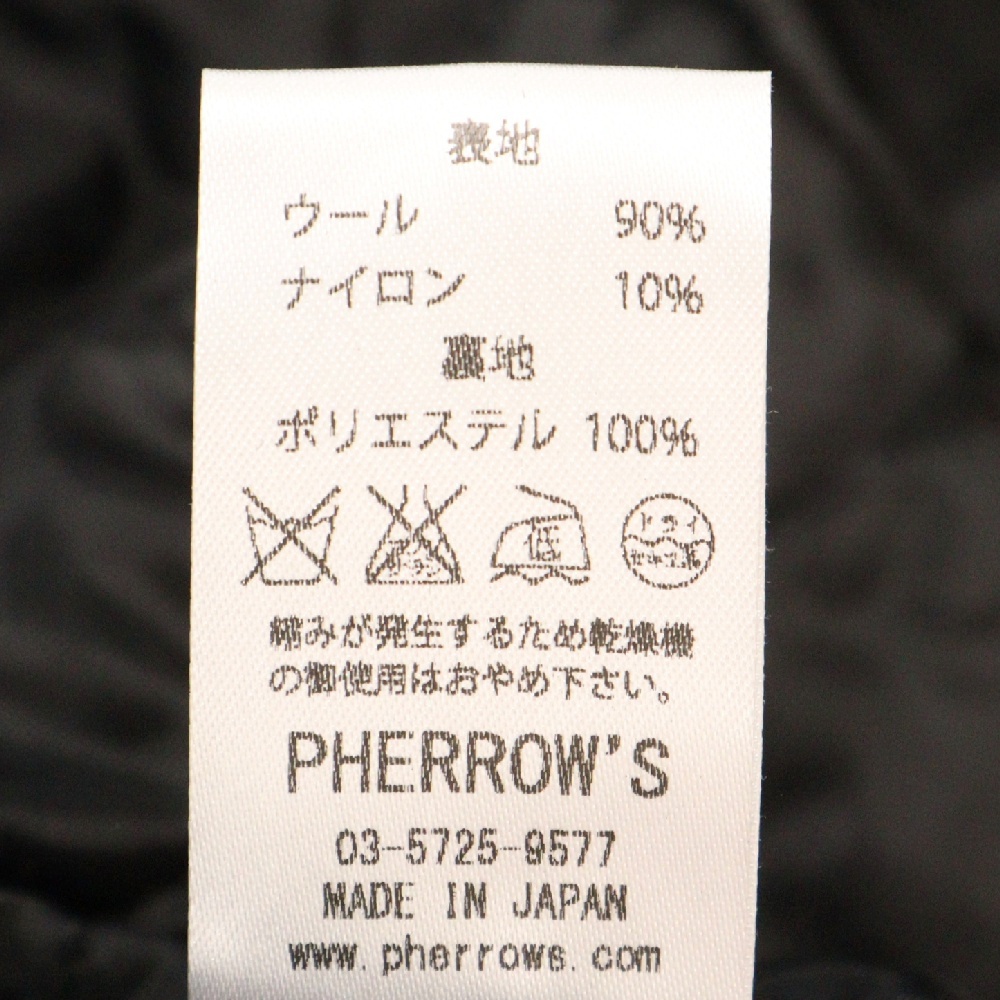 表地
ウール 90%
ナイロン 10%
裏地
ポリエステル 100%
低 ドライ
縮みが発生するため乾燥機
の御使用はおやめ下さい。
PHERROW'S
03-5725-9577
MADE IN JAPAN
www.pherrows.com